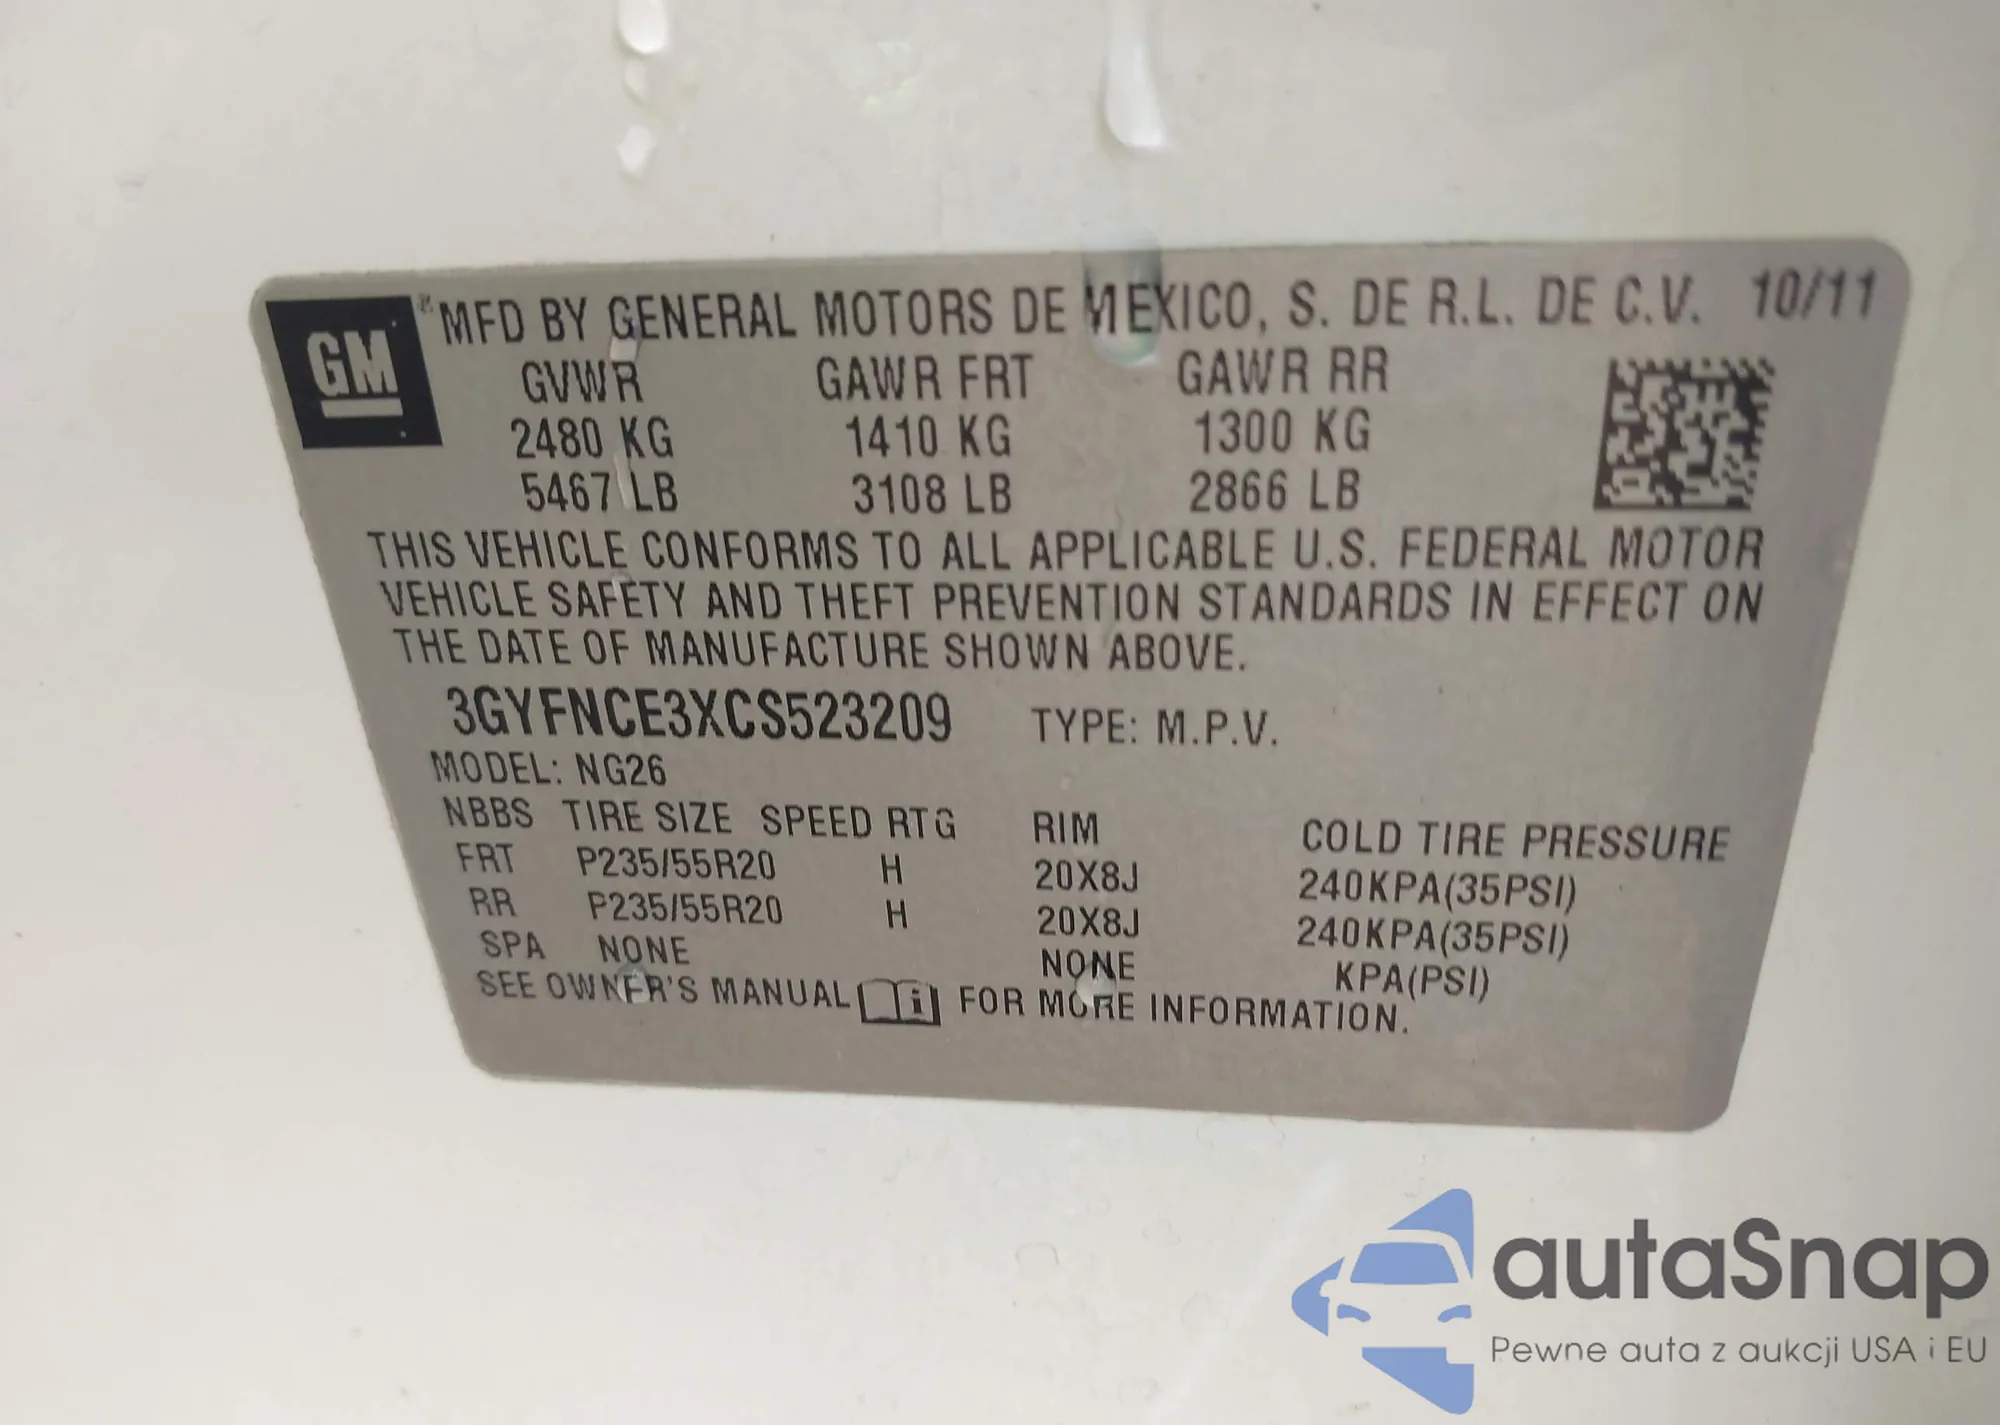 GM MFD BY GENERAL MOTORS DE MEXICO, S. DE R.L. DE C.V. 10/11
GVWR GAWR FRT GAWR RR
2480 KG 1410 KG 1300 KG
5467 LB 3108 LB 2866 LB
THIS VEHICLE CONFORMS TO ALL APPLICABLE U.S. FEDERAL MOTOR
VEHICLE SAFETY AND THEFT PREVENTION STANDARDS IN EFFECT ON
THE DATE OF MANUFACTURE SHOWN ABOVE.
3GYFNCE3XCS523209 TYPE: M.P.V.
MODEL: NG26
NBBS TIRE SIZE SPEED RTG RIM COLD TIRE PRESSURE
FRT P235/55R20 H 20X8J 240KPA(35PSI)
RR P235/55R20 H 20X8J 240KPA(35PSI)
SPA NONE NONE KPA(PSI)
SEE OWNER'S MANUAL FOR MORE INFORMATION.
autaSnap
Pewne auta z aukcji USA i EU